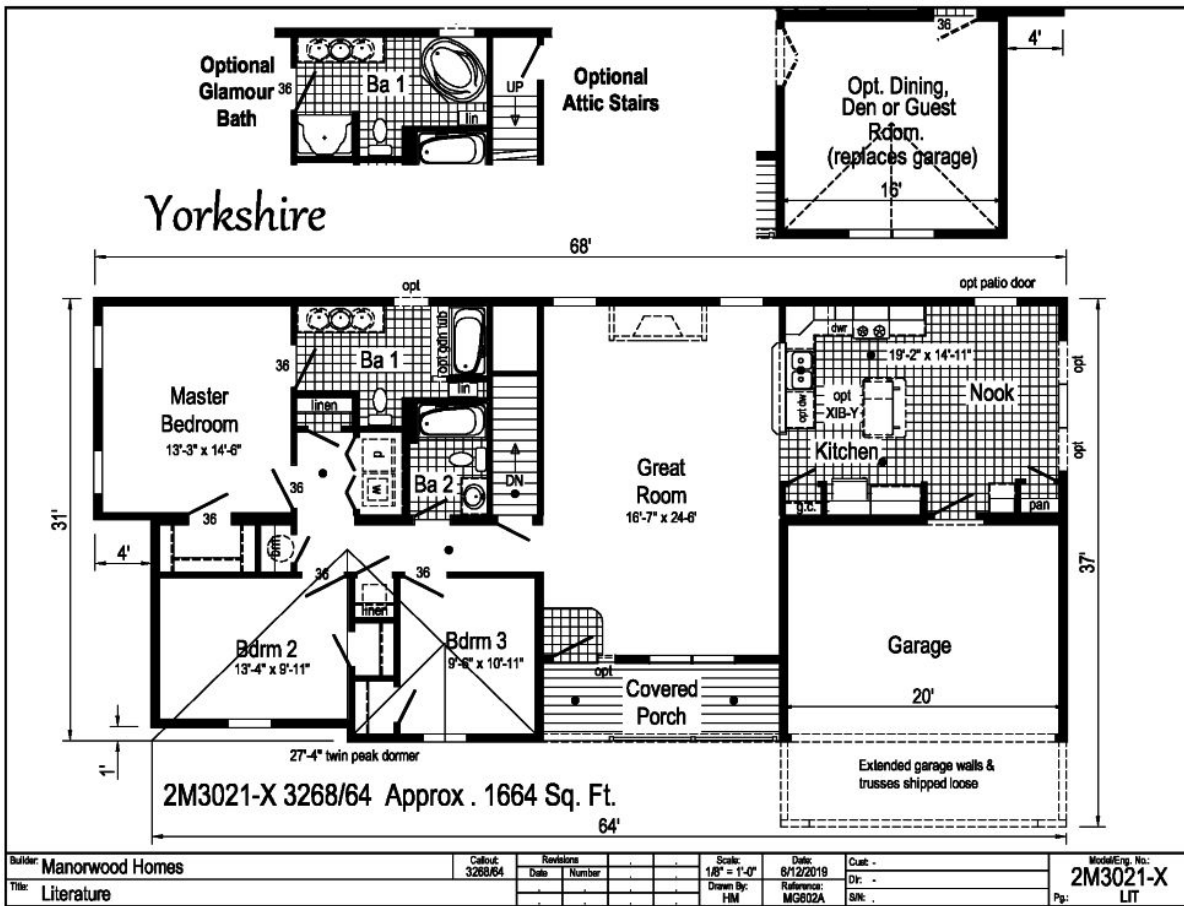 Optional
Glamour
Bath
36
Ba 1
lin
UP
Optional
Attic Stairs
36
4'
Opt. Dining,
Den or Guest
Room.
(replaces garage)
16'
Yorkshire
68'
opt
opt patio door
Master
Bedroom
13'-3" x 14'-6"
36
Ba 1
opt gdn tub
linen
lin
36
36
d
w
Ba 2
DN
Great
Room
16'-7" x 24-6'
dwr
19'-2" x 14'-11"
opt
XIB-Y
opt dw
Nook
opt
opt
Kitchen
g.c.
pan
31'
4'
37'
36
36
linen
Bdrm 2
13'-4" x 9'-11"
Bdrm 3
9'-6" x 10'-11"
opt
Covered
Porch
Garage
20'
1'
27'-4" twin peak dormer
Extended garage walls &
trusses shipped loose
2M3021-X 3268/64 Approx . 1664 Sq. Ft.
64'
Builder: Manorwood Homes
Title: Literature
Callout:
3268/64
Revisions
Date Number
Scale:
1/8" = 1'-0"
Drawn By:
HM
Date:
6/12/2019
Reference:
MG602A
Cust: -
Dlr: -
S/N: .
Model/Eng. No.:
2M3021-X
Pg.: LIT